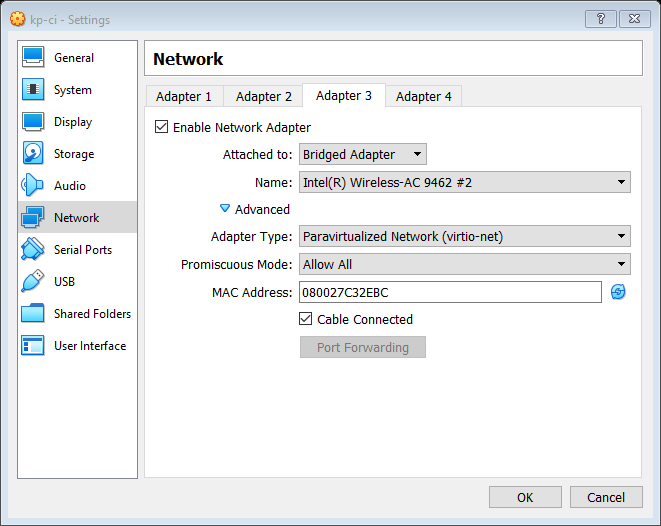 kp-ci - Settings
General
System
Display
Storage
Audio
Network
Serial Ports
USB
Shared Folders
User Interface
Network
Adapter 1 Adapter 2 Adapter 3 Adapter 4
Enable Network Adapter
Attached to: Bridged Adapter
Name: Intel(R) Wireless-AC 9462 #2
Advanced
Adapter Type: Paravirtualized Network (virtio-net)
Promiscuous Mode: Allow All
MAC Address: 080027C32EBC
Cable Connected
Port Forwarding
OK Cancel